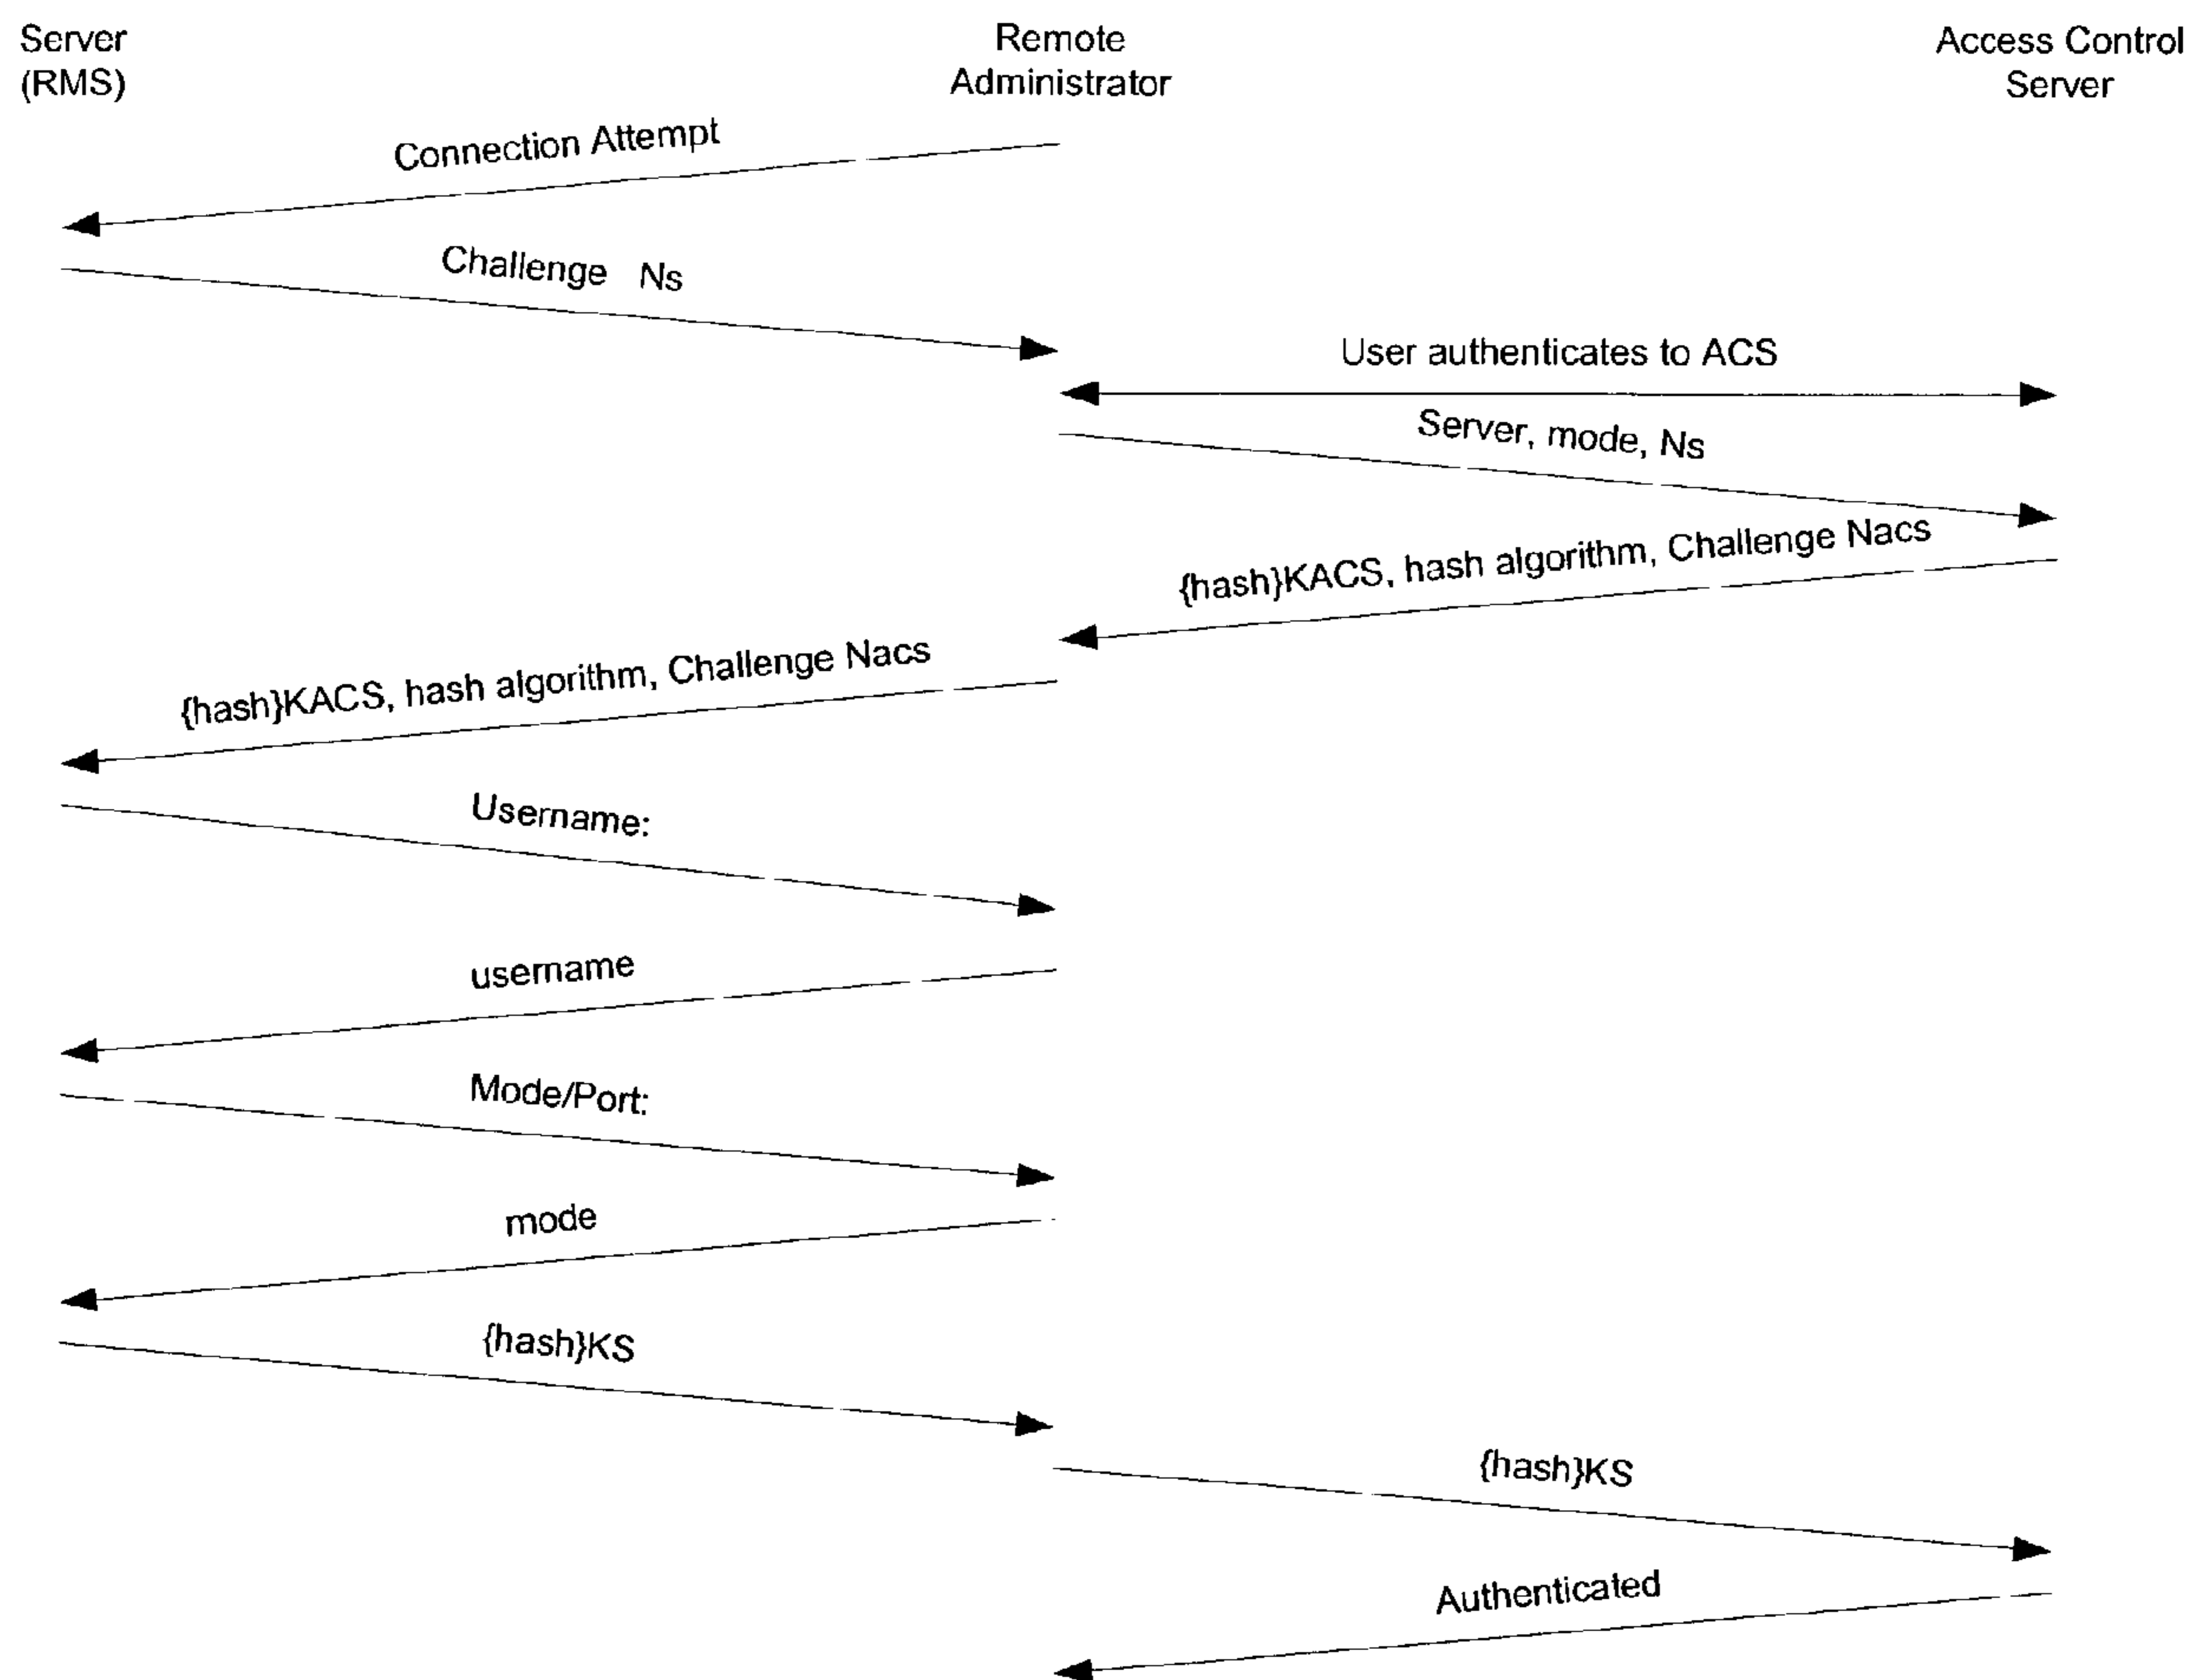 Server
(RMS)
Remote
Administrator
Access Control
Server
Connection Attempt
Challenge Ns
User authenticates to ACS
Server, mode, Ns
{hash}KACS, hash algorithm, Challenge Nacs
{hash}KACS, hash algorithm, Challenge Nacs
Username:
username
Mode/Port:
mode
{hash}KS
{hash}KS
Authenticated